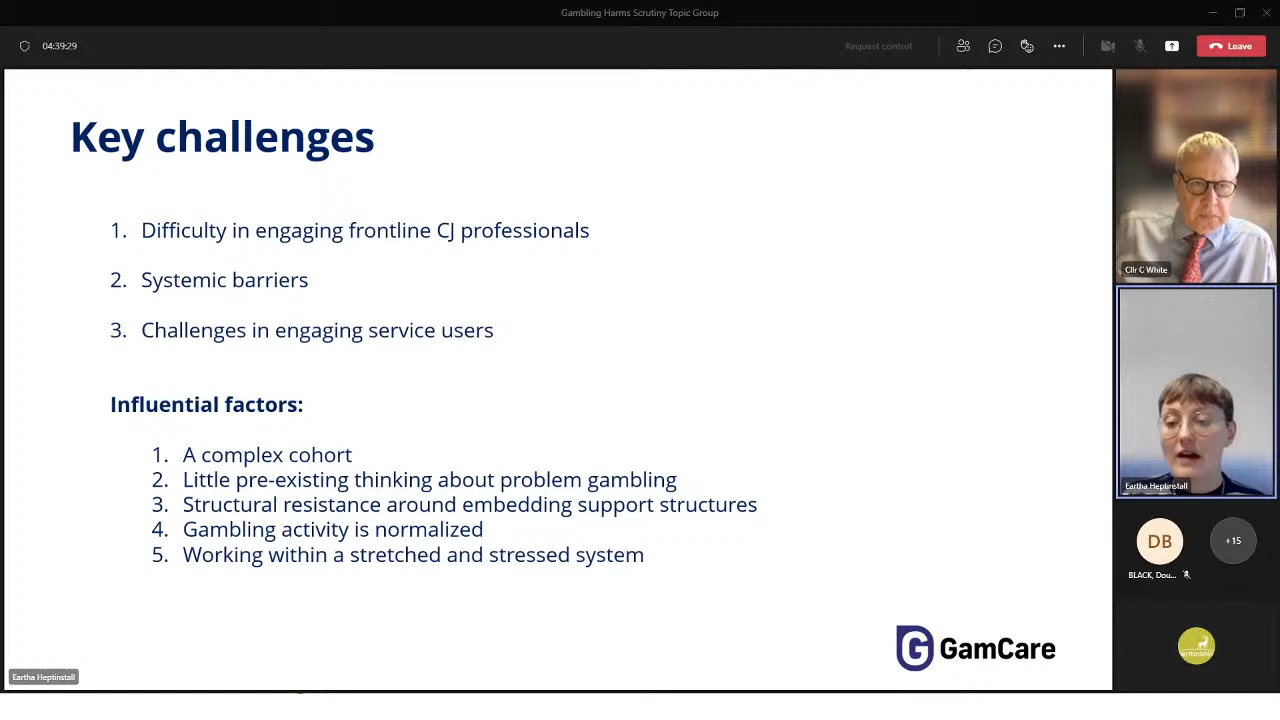 Gambling Harms Scrutiny Topic Group
04:39:29
Request control
Leave
Key challenges
1. Difficulty in engaging frontline CJ professionals
2. Systemic barriers
3. Challenges in engaging service users
Influential factors:
1. A complex cohort
2. Little pre-existing thinking about problem gambling
3. Structural resistance around embedding support structures
4. Gambling activity is normalized
5. Working within a stretched and stressed system
G GamCare
Eartha Heptinstall
Cllr C White
Eartha Heptinstall
DB
+15
BLACK, Dou...